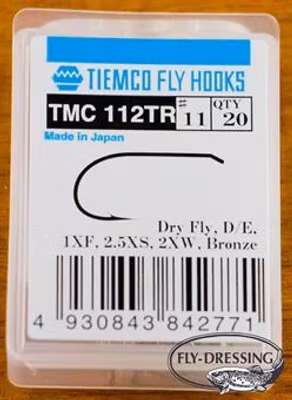 TIEMCO FLY HOOKS
TMC 112TR # 11 QTY 20
Made in Japan
Dry Fly, D/E,
1XF, 2.5XS, 2XW, Bronze
4 930843 842771
FLY-DRESSING